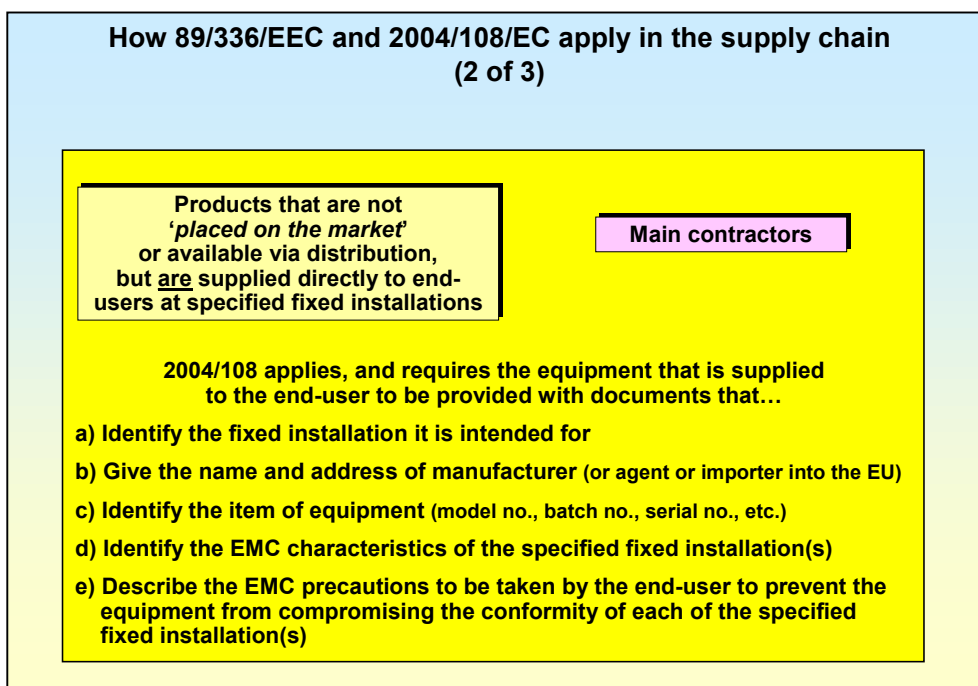 How 89/336/EEC and 2004/108/EC apply in the supply chain
(2 of 3)
Products that are not
‘placed on the market’
or available via distribution,
but are supplied directly to end-
users at specified fixed installations
Main contractors
2004/108 applies, and requires the equipment that is supplied
to the end-user to be provided with documents that…
a) Identify the fixed installation it is intended for
b) Give the name and address of manufacturer (or agent or importer into the EU)
c) Identify the item of equipment (model no., batch no., serial no., etc.)
d) Identify the EMC characteristics of the specified fixed installation(s)
e) Describe the EMC precautions to be taken by the end-user to prevent the
equipment from compromising the conformity of each of the specified
fixed installation(s)